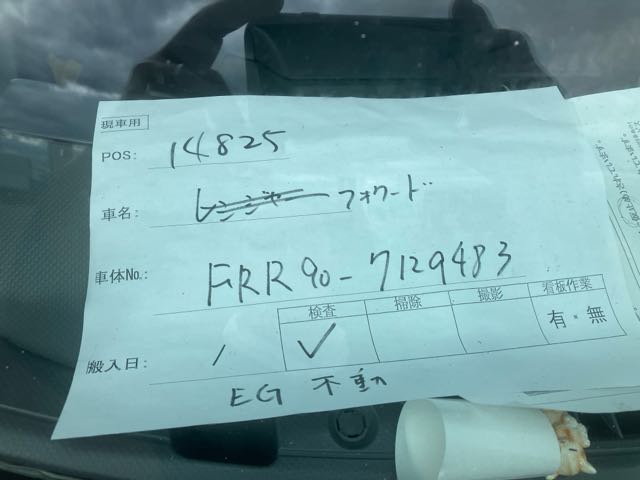 現車用
POS: 14825
車名: レンジャー フォワード
車体No.: FRR90-7129483
検査 掃除 撮影 看板作業
搬入日: / ✓ 有・無
EG 不動